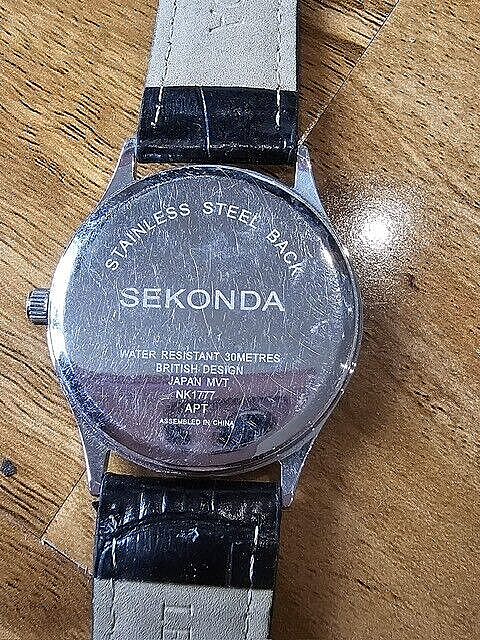 STAINLESS STEEL BACK
SEKONDA
WATER RESISTANT 30METRES
BRITISH DESIGN
JAPAN MVT
NK1777
APT
ASSEMBLED IN CHINA